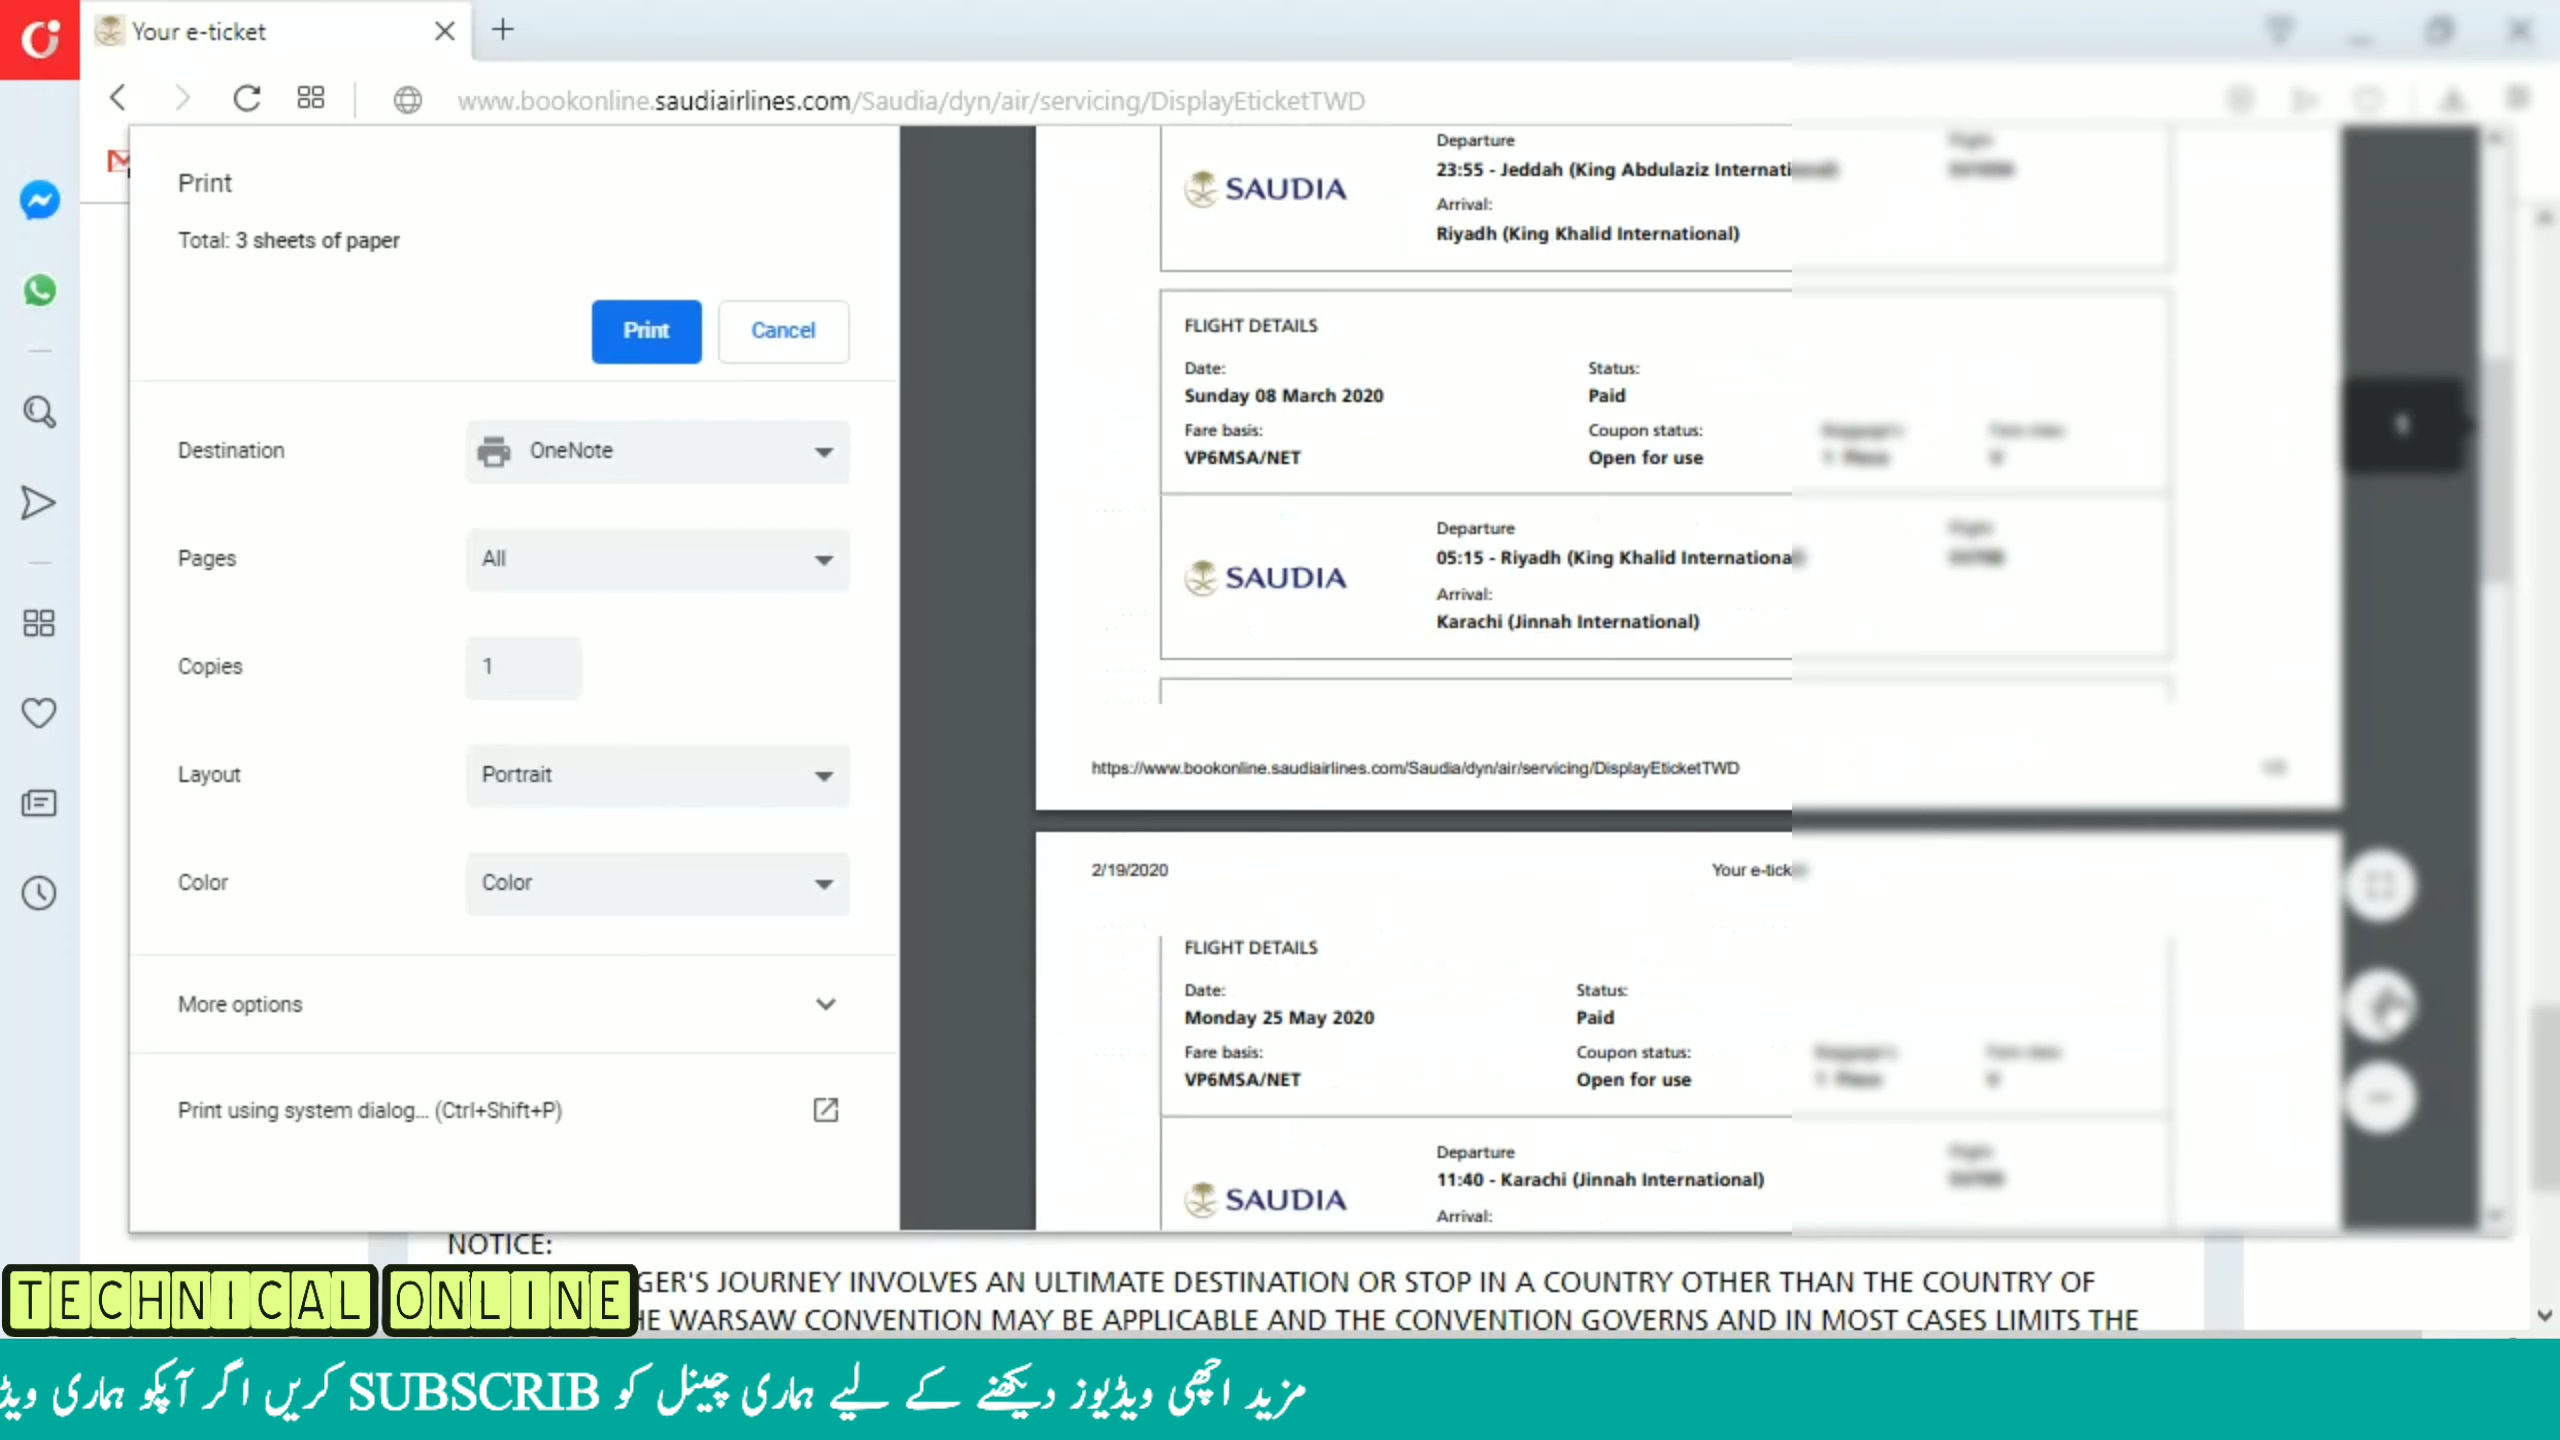 Your e-ticket
www.bookonline.saudiairlines.com/Saudia/dyn/air/servicing/DisplayEticketTWD
Print
Total: 3 sheets of paper
Print
Cancel
Destination
OneNote
Pages
All
Copies
1
Layout
Portrait
Color
Color
More options
Print using system dialog... (Ctrl+Shift+P)
Departure
23:55 - Jeddah (King Abdulaziz Internati
SAUDIA
Arrival:
Riyadh (King Khalid International)
FLIGHT DETAILS
Date:
Status:
Sunday 08 March 2020
Paid
Fare basis:
Coupon status:
VP6MSA/NET
Open for use
Departure
05:15 - Riyadh (King Khalid Internationa
SAUDIA
Arrival:
Karachi (Jinnah International)
https://www.bookonline.saudiairlines.com/Saudia/dyn/air/servicing/DisplayEticketTWD
2/19/2020
Your e-tick
FLIGHT DETAILS
Date:
Status:
Monday 25 May 2020
Paid
Fare basis:
Coupon status:
VP6MSA/NET
Open for use
Departure
11:40 - Karachi (Jinnah International)
SAUDIA
Arrival:
NOTICE:
GER'S JOURNEY INVOLVES AN ULTIMATE DESTINATION OR STOP IN A COUNTRY OTHER THAN THE COUNTRY OF
HE WARSAW CONVENTION MAY BE APPLICABLE AND THE CONVENTION GOVERNS AND IN MOST CASES LIMITS THE
TECHNICAL ONLINE
مزید اچھی ویڈیوز دیکھنے کے لیے ہماری چینل کو SUBSCRIB کریں اگر آپکو ہماری ویڈ